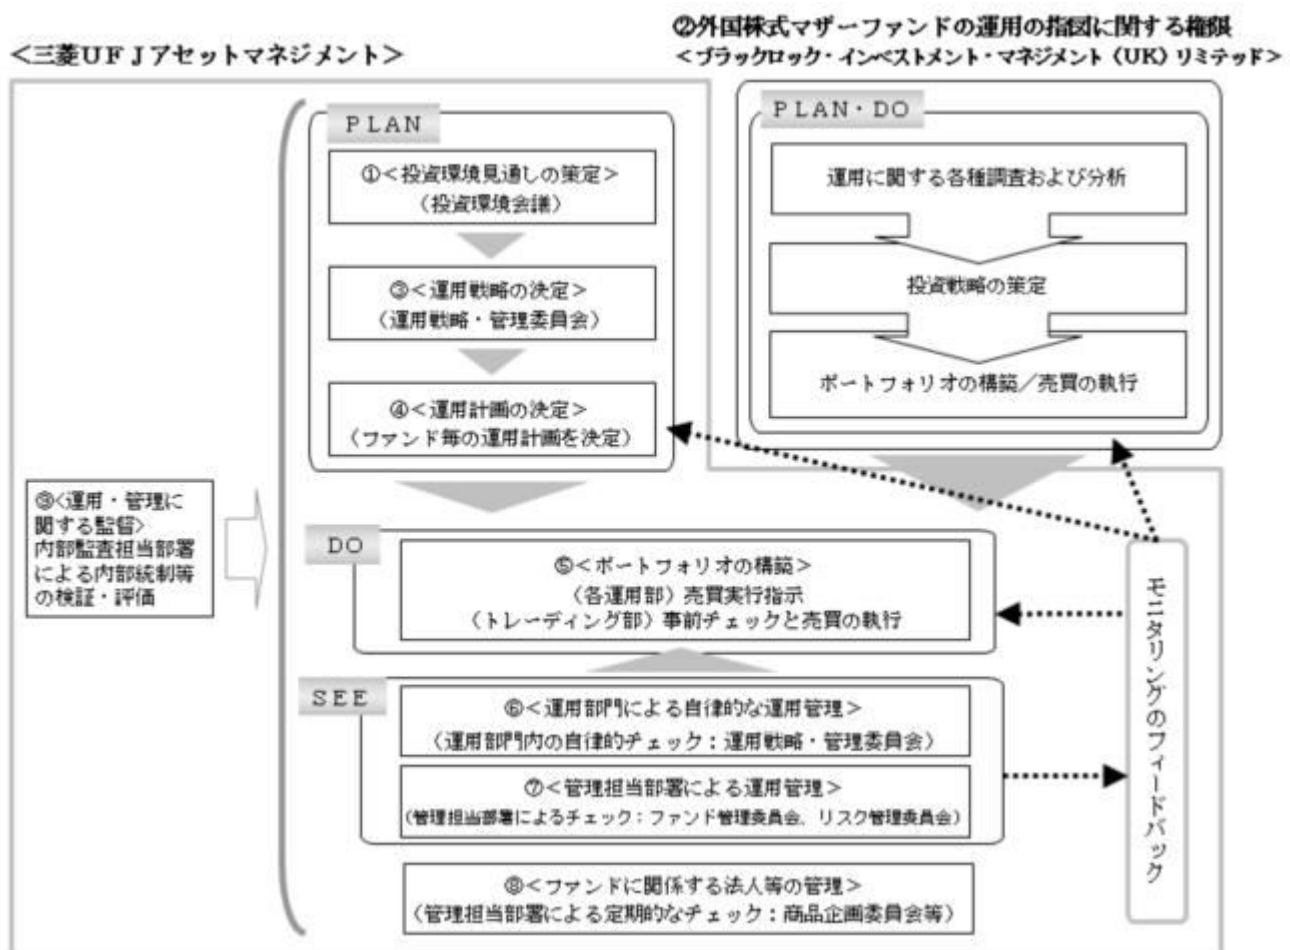 ②外国株式マザーファンドの運用の指図に関する権限
＜三菱ＵＦＪアセットマネジメント＞
＜ブラックロック・インベストメント・マネジメント（UK）リミテッド＞
ＰＬＡＮ
①＜投資環境見通しの策定＞
（投資環境会議）
③＜運用戦略の決定＞
（運用戦略・管理委員会）
④＜運用計画の決定＞
（ファンド毎の運用計画を決定）
ＰＬＡＮ・ＤＯ
運用に関する各種調査および分析
投資戦略の策定
ポートフォリオの構築／売買の執行
⑨＜運用・管理に
関する監督＞
内部監査担当部署
による内部統制等
の検証・評価
ＤＯ
⑤＜ポートフォリオの構築＞
（各運用部）売買実行指示
（トレーディング部）事前チェックと売買の執行
ＳＥＥ
⑥＜運用部門による自律的な運用管理＞
（運用部門内の自律的チェック：運用戦略・管理委員会）
⑦＜管理担当部署による運用管理＞
（管理担当部署によるチェック：ファンド管理委員会、リスク管理委員会）
⑧＜ファンドに関係する法人等の管理＞
（管理担当部署による定期的なチェック：商品企画委員会等）
モニタリングのフィードバック